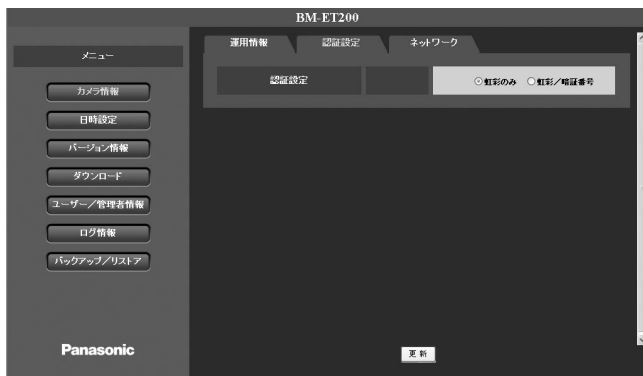 BM-ET200
メニュー
カメラ情報
日時設定
バージョン情報
ダウンロード
ユーザー／管理者情報
ログ情報
バックアップ／リストア
Panasonic
運用情報 認証設定 ネットワーク
認証設定 虹彩のみ 虹彩／暗証番号
更新